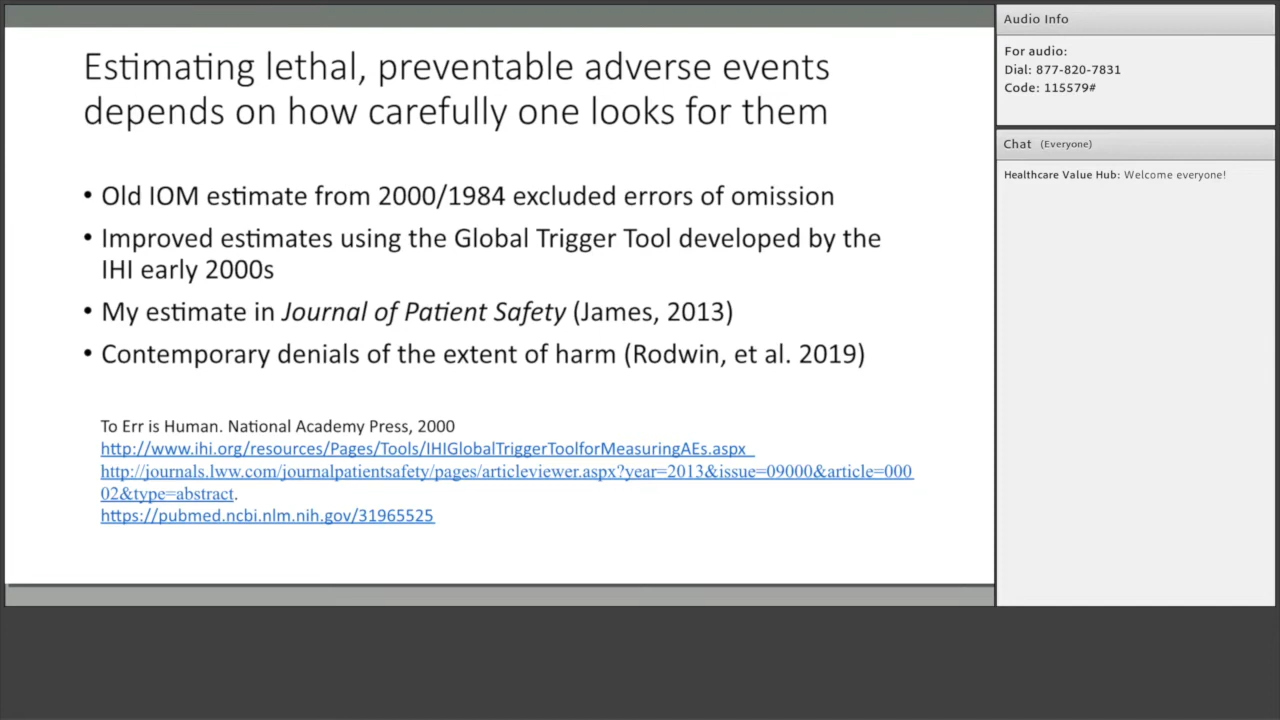 Estimating lethal, preventable adverse events
depends on how carefully one looks for them
• Old IOM estimate from 2000/1984 excluded errors of omission
• Improved estimates using the Global Trigger Tool developed by the
IHI early 2000s
• My estimate in Journal of Patient Safety (James, 2013)
• Contemporary denials of the extent of harm (Rodwin, et al. 2019)
To Err is Human. National Academy Press, 2000
http://www.ihi.org/resources/Pages/Tools/IHIGlobalTriggerToolforMeasuringAEs.aspx
http://journals.lww.com/journalpatientsafety/pages/articleviewer.aspx?year=2013&issue=09000&article=000
02&type=abstract.
https://pubmed.ncbi.nlm.nih.gov/31965525
Audio Info
For audio:
Dial: 877-820-7831
Code: 115579#
Chat (Everyone)
Healthcare Value Hub: Welcome everyone!